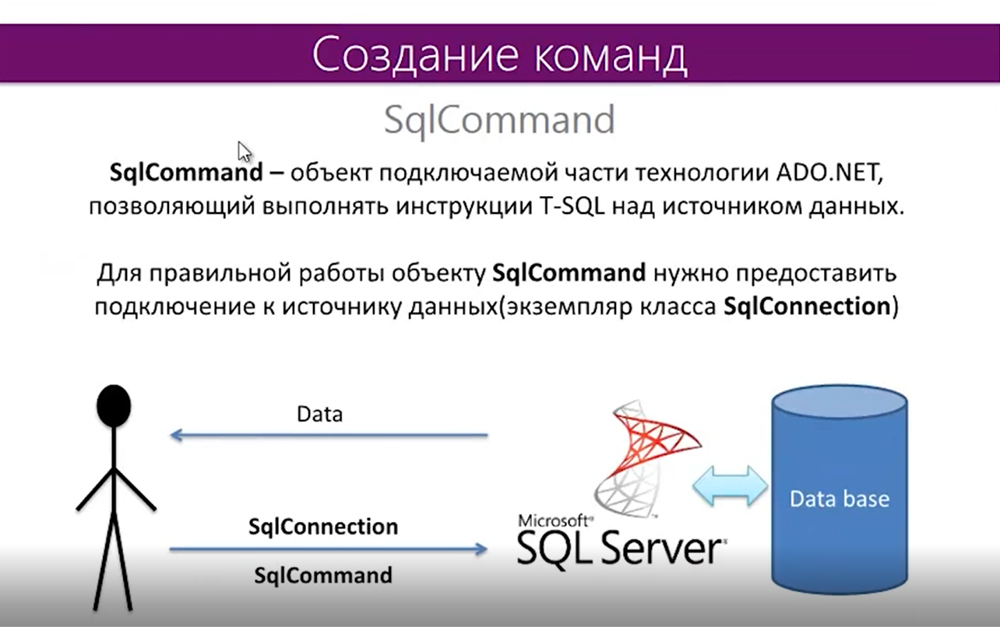 Создание команд
SqlCommand
SqlCommand – объект подключаемой части технологии ADO.NET,
позволяющий выполнять инструкции T-SQL над источником данных.
Для правильной работы объекту SqlCommand нужно предоставить
подключение к источнику данных(экземпляр класса SqlConnection)
Data
SqlConnection
SqlCommand
Microsoft®
SQL Server®
Data base